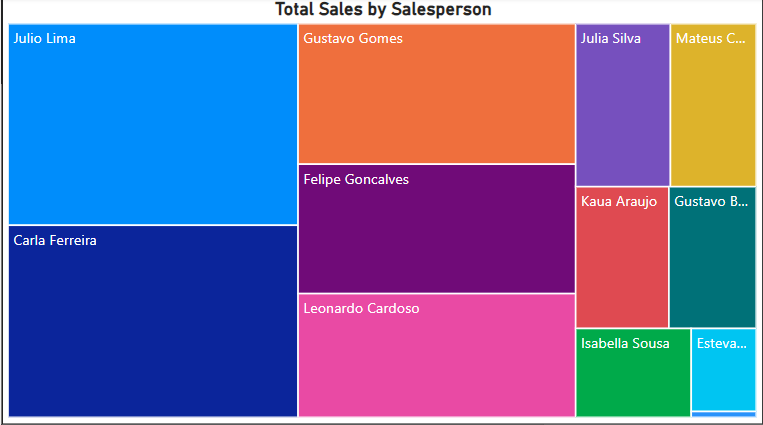 Total Sales by Salesperson
Julio Lima
Gustavo Gomes
Julia Silva
Mateus C...
Felipe Goncalves
Kaua Araujo
Gustavo B...
Carla Ferreira
Leonardo Cardoso
Isabella Sousa
Esteva...